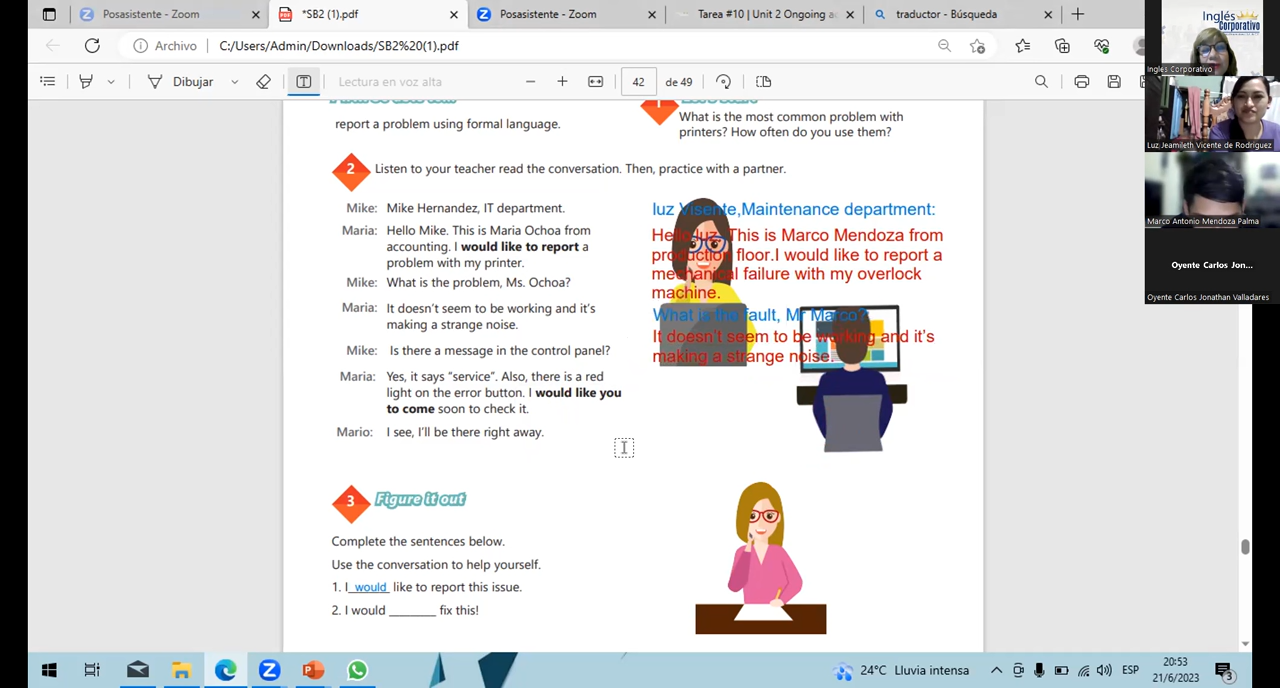 Posasistente - Zoom
*SB2 (1).pdf
Posasistente - Zoom
Tarea #10 | Unit 2 Ongoing a
traductor - Búsqueda
Archivo
C:/Users/Admin/Downloads/SB2%20(1).pdf
Dibujar
Lectura en voz alta
42
de 49
report a problem using formal language.
1
What is the most common problem with
printers? How often do you use them?
2
Listen to your teacher read the conversation. Then, practice with a partner.
Mike: Mike Hernandez, IT department.
Maria: Hello Mike. This is Maria Ochoa from
accounting. I would like to report a
problem with my printer.
Mike: What is the problem, Ms. Ochoa?
Maria: It doesn't seem to be working and it's
making a strange noise.
Mike: Is there a message in the control panel?
Maria: Yes, it says “service”. Also, there is a red
light on the error button. I would like you
to come soon to check it.
Mario: I see, I'll be there right away.
luz Visente,Maintenance department:
Hello luz. This is Marco Mendoza from
production floor.I would like to report a
mechanical failure with my overlock
machine.
What is the fault, Mr Marco?
It doesn't seem to be working and it's
making a strange noise.
3
Figure it out
Complete the sentences below.
Use the conversation to help yourself.
1. I would like to report this issue.
2. I would ________ fix this!
Inglés
Corporativo
Inglés Corporativo
Luz Jeamileth Vicente de Rodríguez
Marco Antonio Mendoza Palma
Oyente Carlos Jon...
Oyente Carlos Jonathan Valladares
24°C Lluvia intensa
ESP
20:53
21/6/2023
3